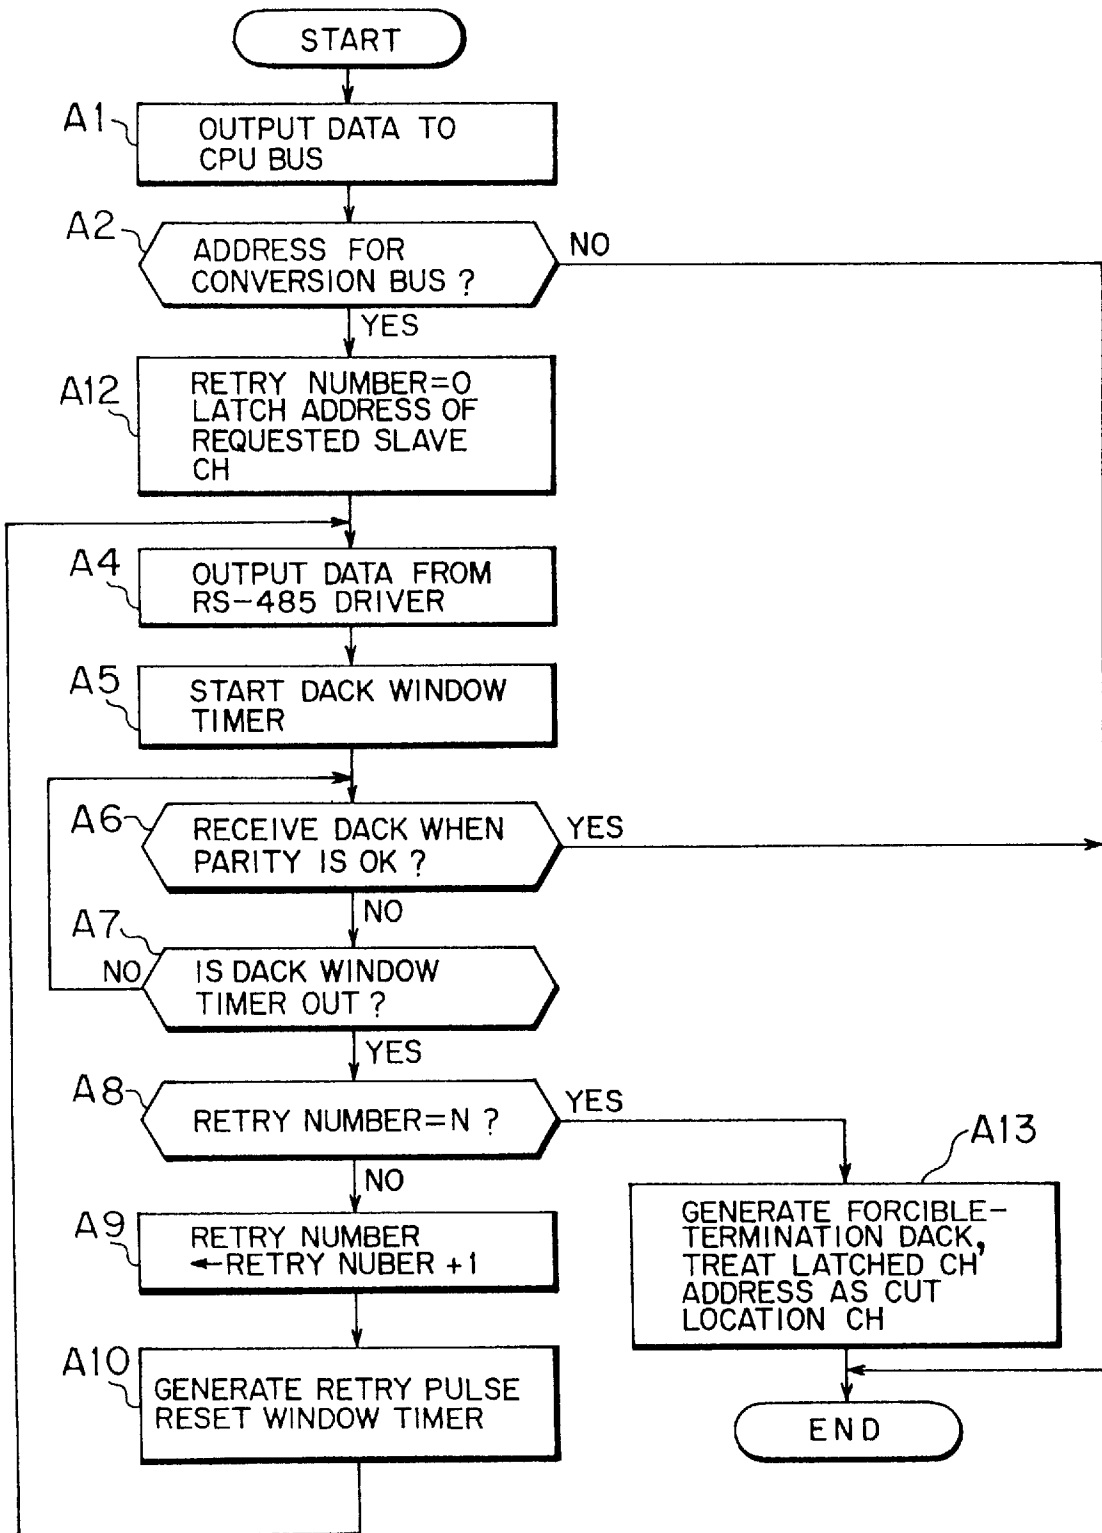 START
A1
OUTPUT DATA TO
CPU BUS
A2
ADDRESS FOR
CONVERSION BUS ?
NO
YES
A12
RETRY NUMBER=0
LATCH ADDRESS OF
REQUESTED SLAVE
CH
A4
OUTPUT DATA FROM
RS-485 DRIVER
A5
START DACK WINDOW
TIMER
A6
RECEIVE DACK WHEN
PARITY IS OK ?
YES
NO
A7
NO
IS DACK WINDOW
TIMER OUT ?
YES
A8
RETRY NUMBER=N ?
YES
NO
A13
GENERATE FORCIBLE-
TERMINATION DACK,
TREAT LATCHED CH
ADDRESS AS CUT
LOCATION CH
A9
RETRY NUMBER
←RETRY NUBER +1
A10
GENERATE RETRY PULSE
RESET WINDOW TIMER
END